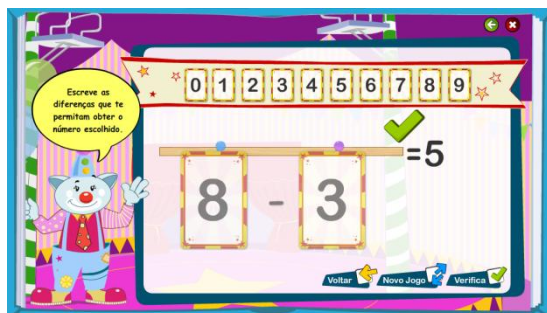 0 1 2 3 4 5 6 7 8 9
Escreve as
diferenças que te
permitam obter o
número escolhido.
8 - 3 =5
Voltar Novo Jogo Verifica